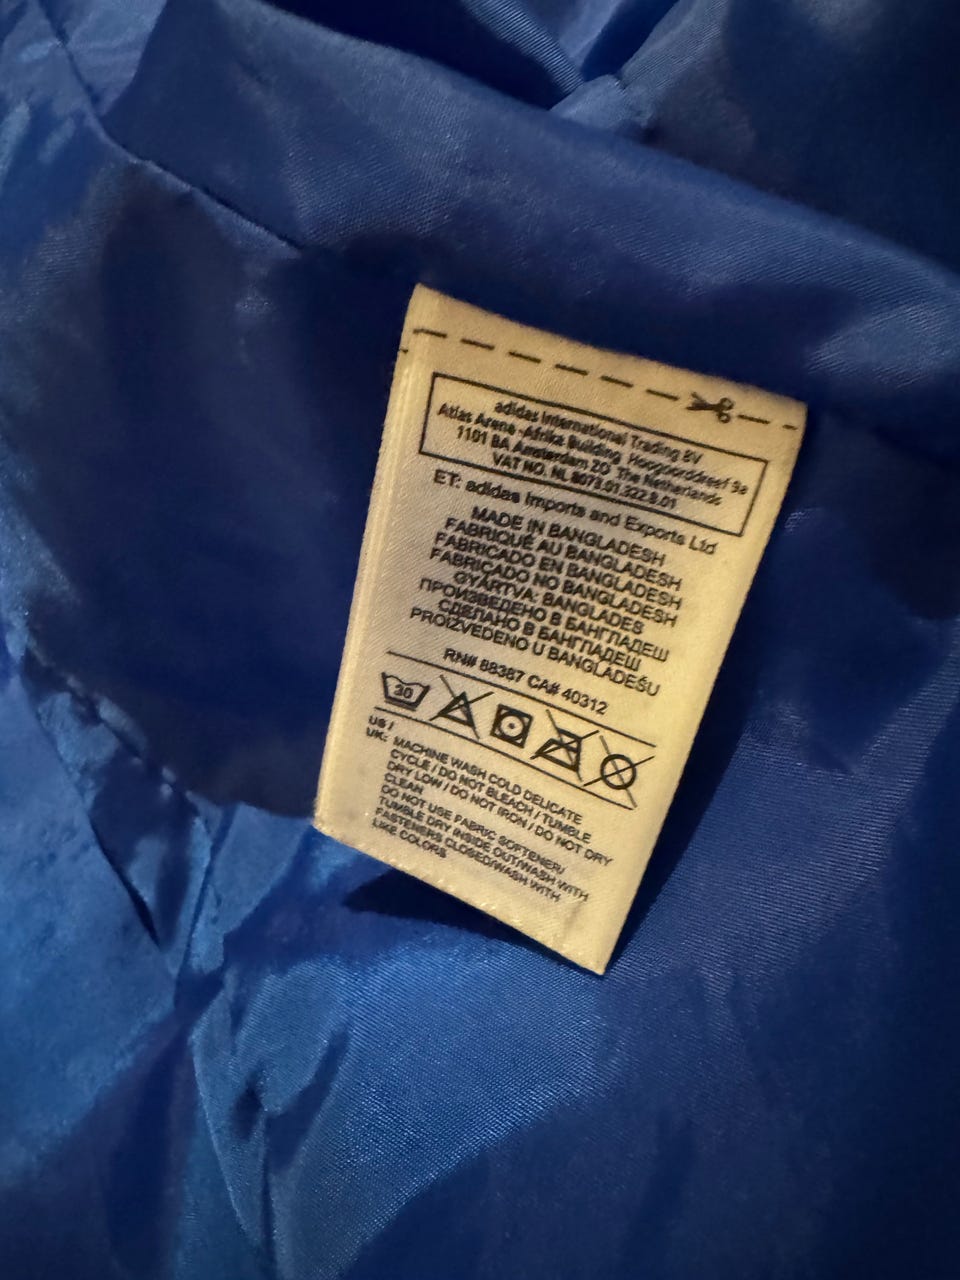 adidas International Trading BV
Atlas Arena -Afrika Building Hoogoorddreef 9a
1101 BA Amsterdam ZO The Netherlands
VAT NO. NL 8079.01.322.B.01
ET: adidas Imports and Exports Ltd
MADE IN BANGLADESH
FABRIQUÉ AU BANGLADESH
FABRICADO EN BANGLADESH
FABRICADO NO BANGLADESH
GYÁRTVA: BANGLADES
ПРОИЗВЕДЕНО В БАНГЛАДЕШ
СДЕЛАНО В БАНГЛАДЕШ
PROIZVEDENO U BANGLADEŠU
RN# 88387 CA# 40312
30
US /
UK: MACHINE WASH COLD DELICATE
CYCLE / DO NOT BLEACH / TUMBLE
DRY LOW / DO NOT IRON / DO NOT DRY
CLEAN
DO NOT USE FABRIC SOFTENER/
TUMBLE DRY INSIDE OUT/WASH WITH
FASTENERS CLOSED/WASH WITH
LIKE COLORS